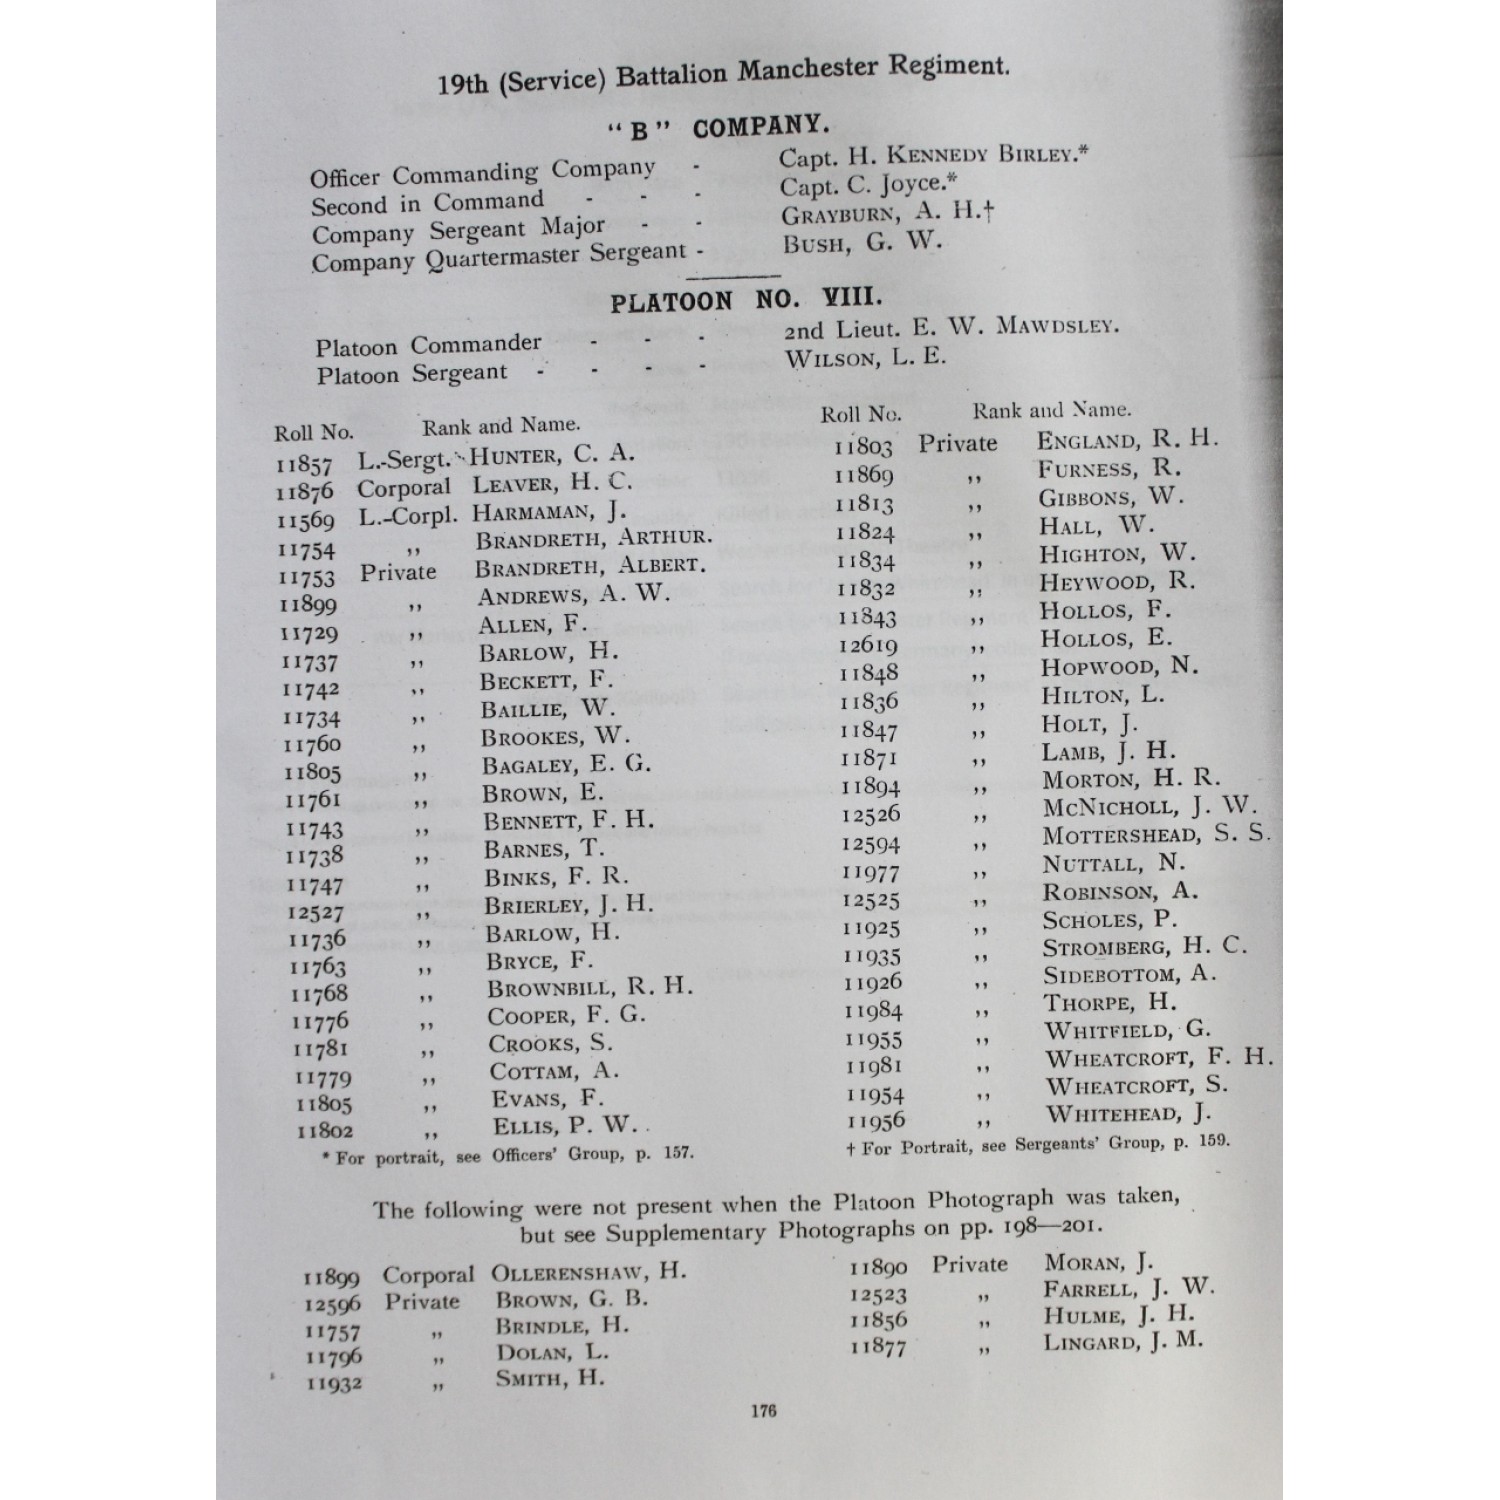 19th (Service) Battalion Manchester Regiment.
"B" COMPANY.
Officer Commanding Company - Capt. H. KENNEDY BIRLEY.*
Second in Command - - - Capt. C. Joyce.*
Company Sergeant Major - - GRAYBURN, A. H.†
Company Quartermaster Sergeant - BUSH, G. W.
PLATOON NO. VIII.
Platoon Commander - - - 2nd Lieut. E. W. MAWDSLEY.
Platoon Sergeant - - - - WILSON, L. E.
Roll No. Rank and Name.
11857 L.-Sergt. HUNTER, C. A.
11876 Corporal LEAVER, H. C.
11569 L.-Corpl. HARMAMAN, J.
11754 ,, BRANDRETH, ARTHUR.
11753 Private BRANDRETH, ALBERT.
11899 ,, ANDREWS, A. W.
11729 ,, ALLEN, F.
11737 ,, BARLOW, H.
11742 ,, BECKETT, F.
11734 ,, BAILLIE, W.
11760 ,, BROOKES, W.
11805 ,, BAGALEY, E. G.
11761 ,, BROWN, E.
11743 ,, BENNETT, F. H.
11738 ,, BARNES, T.
11747 ,, BINKS, F. R.
12527 ,, BRIERLEY, J. H.
11736 ,, BARLOW, H.
11763 ,, BRYCE, F.
11768 ,, BROWNBILL, R. H.
11776 ,, COOPER, F. G.
11781 ,, CROOKS, S.
11779 ,, COTTAM, A.
11805 ,, EVANS, F.
11802 ,, ELLIS, P. W.
* For portrait, see Officers' Group, p. 157.
Roll No. Rank and Name.
11803 Private ENGLAND, R. H.
11869 ,, FURNESS, R.
11813 ,, GIBBONS, W.
11824 ,, HALL, W.
11834 ,, HIGHTON, W.
11832 ,, HEYWOOD, R.
11843 ,, HOLLOS, F.
12619 ,, HOLLOS, E.
11848 ,, HOPWOOD, N.
11836 ,, HILTON, L.
11847 ,, HOLT, J.
11871 ,, LAMB, J. H.
11894 ,, MORTON, H. R.
12526 ,, MCNICHOLL, J. W.
12594 ,, MOTTERSHEAD, S. S.
11977 ,, NUTTALL, N.
12525 ,, ROBINSON, A.
11925 ,, SCHOLES, P.
11935 ,, STROMBERG, H. C.
11926 ,, SIDEBOTTOM, A.
11984 ,, THORPE, H.
11955 ,, WHITFIELD, G.
11981 ,, WHEATCROFT, F. H.
11954 ,, WHEATCROFT, S.
11956 ,, WHITEHEAD, J.
† For Portrait, see Sergeants' Group, p. 159.
The following were not present when the Platoon Photograph was taken,
but see Supplementary Photographs on pp. 198—201.
11899 Corporal OLLERENSHAW, H.
12596 Private BROWN, G. B.
11757 ,, BRINDLE, H.
11796 ,, DOLAN, L.
11932 ,, SMITH, H.
11890 Private MORAN, J.
12523 ,, FARRELL, J. W.
11856 ,, HULME, J. H.
11877 ,, LINGARD, J. M.
176